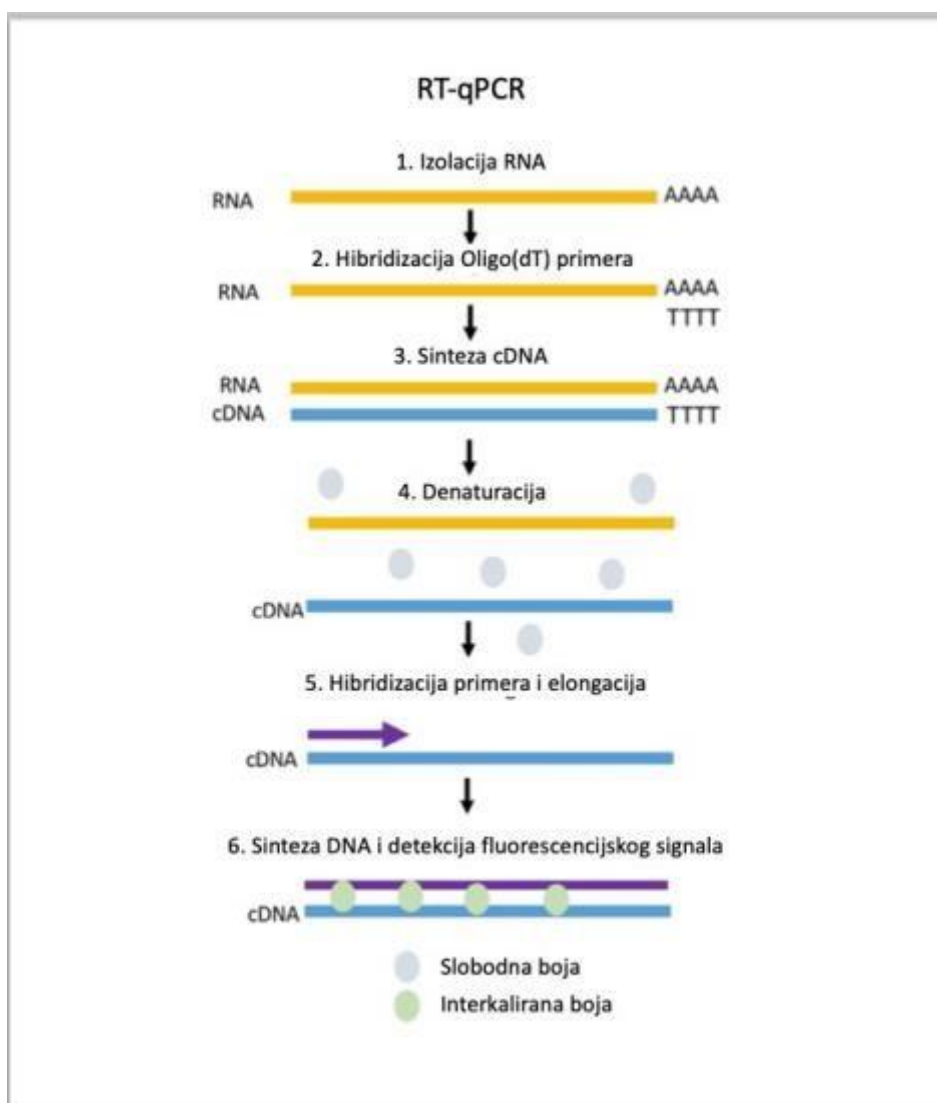 RT-qPCR
1. Izolacija RNA
RNA AAAA
2. Hibridizacija Oligo(dT) primera
RNA AAAA
TTTT
3. Sinteza cDNA
RNA AAAA
cDNA TTTT
4. Denaturacija
cDNA
5. Hibridizacija primera i elongacija
cDNA
6. Sinteza DNA i detekcija fluorescencijskog signala
cDNA
Slobodna boja
Interkalirana boja